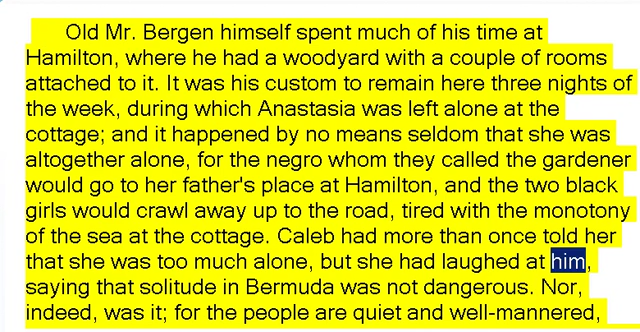 Old Mr. Bergen himself spent much of his time at
Hamilton, where he had a woodyard with a couple of rooms
attached to it. It was his custom to remain here three nights of
the week, during which Anastasia was left alone at the
cottage; and it happened by no means seldom that she was
altogether alone, for the negro whom they called the gardener
would go to her father's place at Hamilton, and the two black
girls would crawl away up to the road, tired with the monotony
of the sea at the cottage. Caleb had more than once told her
that she was too much alone, but she had laughed at him,
saying that solitude in Bermuda was not dangerous. Nor,
indeed, was it; for the people are quiet and well-mannered,